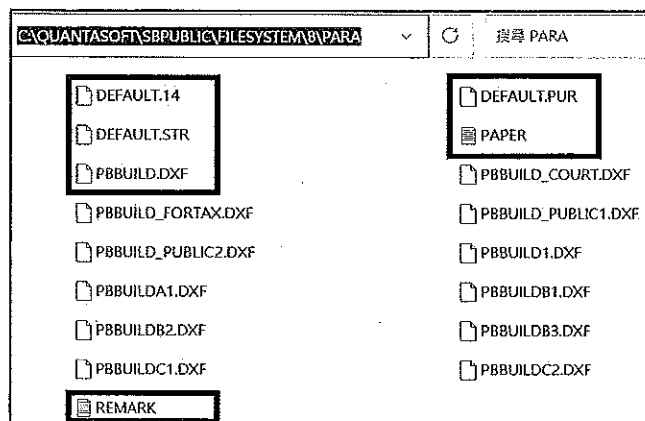 C:\QUANTASOFT\SBPUBLIC\FILESYSTEM\8\PARA
搜尋 PARA
DEFAULT.14
DEFAULT.PUR
DEFAULT.STR
PAPER
PBBUILD.DXF
PBBUILD_COURT.DXF
PBBUILD_FORTAX.DXF
PBBUILD_PUBLIC1.DXF
PBBUILD_PUBLIC2.DXF
PBBUILD1.DXF
PBBUILDA1.DXF
PBBUILDB1.DXF
PBBUILDB2.DXF
PBBUILDB3.DXF
PBBUILDC1.DXF
PBBUILDC2.DXF
REMARK